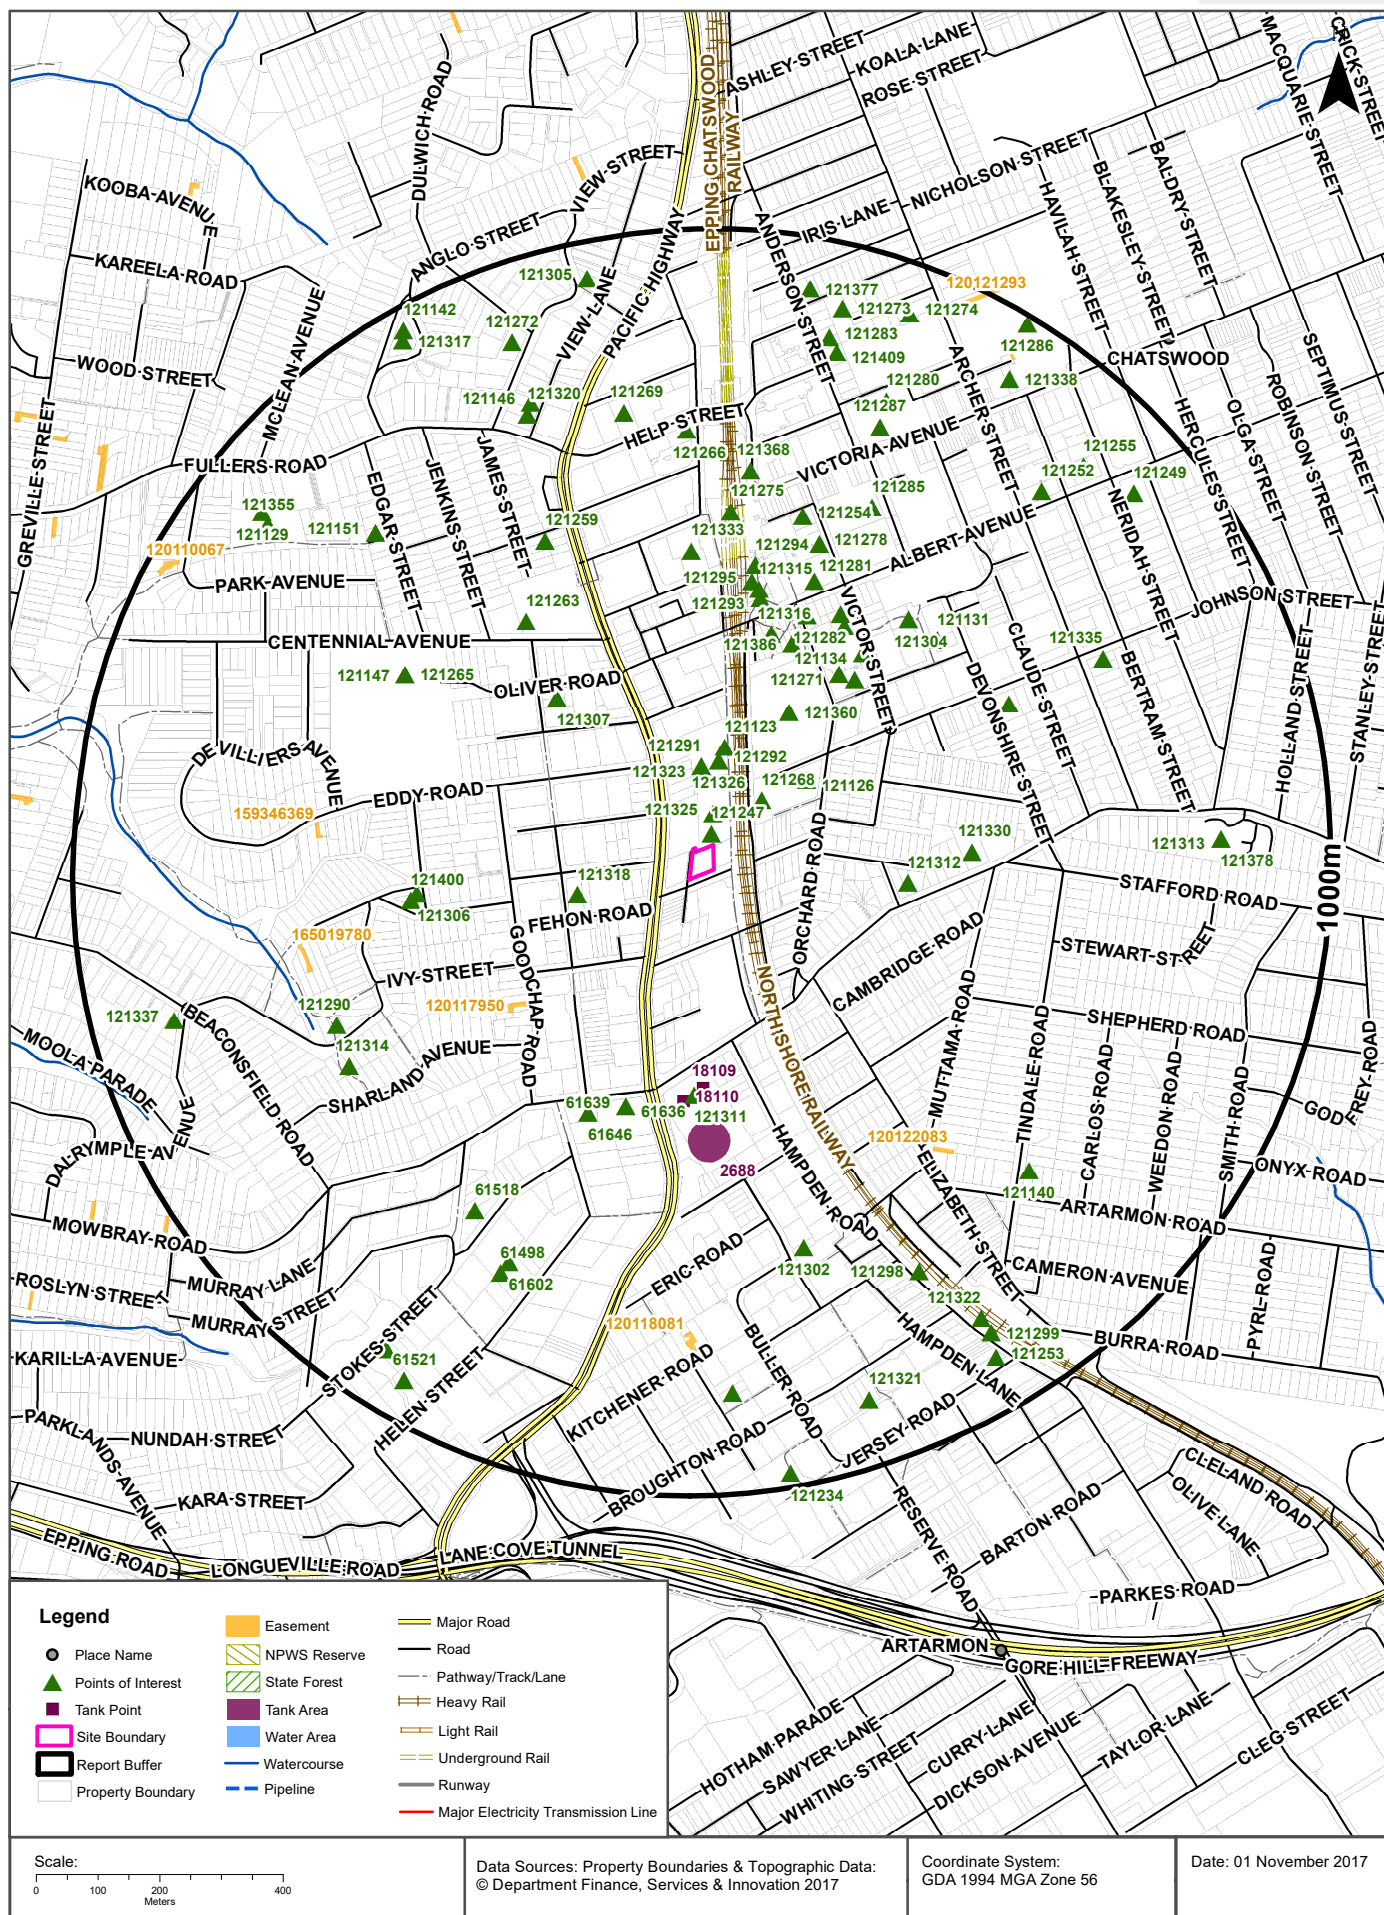 ASHLEY STREET
KOALA LANE
ROSE STREET
MACQUARIE STREET
CRICK STREET
EPPING CHATSWOOD
RAILWAY
DULWICH ROAD
VIEW STREET
NICHOLSON STREET
BALDRY STREET
BLAKESLEY STREET
HAVILAH STREET
KOOBA AVENUE
ANGLO STREET
IRIS LANE
ANDERSON STREET
PACIFIC HIGHWAY
KAREELA ROAD
121305
120121293
121377
121273
121274
121142
121317
121272
VIEW LANE
121283
121409
121286
CHATSWOOD
MCLEAN AVENUE
WOOD STREET
SEPTIMUS STREET
ROBINSON STREET
OLGA STREET
HERCULES STREET
ARCHER STREET
121280
121338
121146
121320
121269
121287
HELP STREET
VICTORIA AVENUE
GREVILLE STREET
FULLERS ROAD
EDGAR STREET
JENKINS STREET
JAMES STREET
121266
121368
121255
121252
121249
121275
121285
NERIDAH STREET
121355
121129
121151
121259
121333
121254
121278
ALBERT AVENUE
120110067
121294
121315
121281
PARK AVENUE
121295
121293
121263
121316
VICTOR STREET
121131
121304
121335
JOHNSON STREET
CENTENNIAL AVENUE
121386
121282
121134
CLAUDE STREET
BERTRAM STREET
HOLLAND STREET
STANLEY STREET
121147
121265
OLIVER ROAD
121271
DEVONSHIRE STREET
121307
121360
121123
DE VILLIERS AVENUE
121291
121292
121323
121326
121268
121126
EDDY ROAD
159346369
121325
121247
121330
121313
121378
121312
ORCHARD ROAD
1000m
121400
121306
121318
STAFFORD ROAD
FEHON ROAD
165019780
GOODCHAP ROAD
CAMBRIDGE ROAD
STEWART STREET
IVY STREET
120117950
121290
121337
BEACONSFIELD ROAD
121314
MOOLA PARADE
SHARLAND AVENUE
NORTH SHORE RAILWAY
MUTTAMA ROAD
SHEPHERD ROAD
TINDALE ROAD
CARLOS ROAD
WEEDON ROAD
SMITH ROAD
GODFREY ROAD
18109
18110
121311
61639
61636
61646
2688
DALRYMPLE AVENUE
HAMPDEN ROAD
120122083
ELIZABETH STREET
ONYX ROAD
121140
ARTARMON ROAD
61518
MOWBRAY ROAD
61498
61602
ERIC ROAD
121302
121298
CAMERON AVENUE
PYRL ROAD
ROSLYN STREET
MURRAY LANE
MURRAY STREET
121322
121299
121253
BURRA ROAD
STOKES STREET
120118081
HAMPDEN LANE
KARILLA AVENUE
61521
HELEN STREET
KITCHENER ROAD
BULLER ROAD
121321
PARKLANDS AVENUE
NUNDAH STREET
BROUGHTON ROAD
JERSEY ROAD
121234
CLELAND ROAD
OLIVE LANE
KARA STREET
RESERVE ROAD
BARTON ROAD
EPPING ROAD
LONGUEVILLE ROAD
LANE COVE TUNNEL
PARKES ROAD
ARTARMON
GORE HILL FREEWAY
HOTHAM PARADE
SAWYER LANE
WHITING STREET
CURRY LANE
DICKSON AVENUE
TAYLOR LANE
CLEG STREET
Legend
Place Name
Points of Interest
Tank Point
Site Boundary
Report Buffer
Property Boundary
Easement
NPWS Reserve
State Forest
Tank Area
Water Area
Watercourse
Pipeline
Major Road
Road
Pathway/Track/Lane
Heavy Rail
Light Rail
Underground Rail
Runway
Major Electricity Transmission Line
Scale:
0 100 200 400
Meters
Data Sources: Property Boundaries & Topographic Data:
© Department Finance, Services & Innovation 2017
Coordinate System:
GDA 1994 MGA Zone 56
Date: 01 November 2017